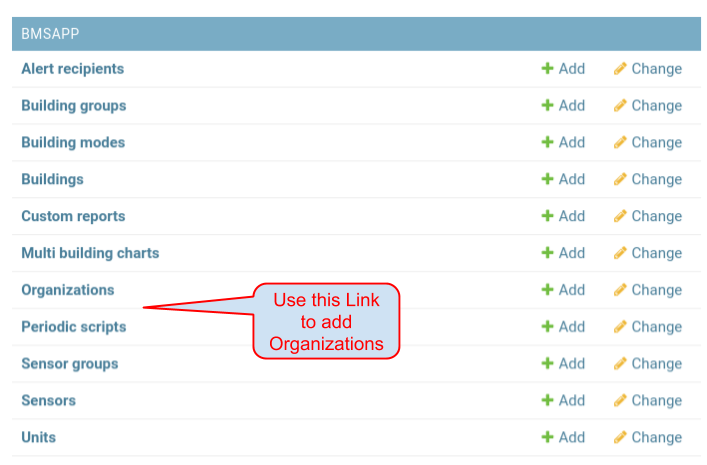 BMSAPP
Alert recipients Add Change
Building groups Add Change
Building modes Add Change
Buildings Add Change
Custom reports Add Change
Multi building charts Add Change
Organizations Add Change
Use this Link
to add
Organizations
Periodic scripts Add Change
Sensor groups Add Change
Sensors Add Change
Units Add Change